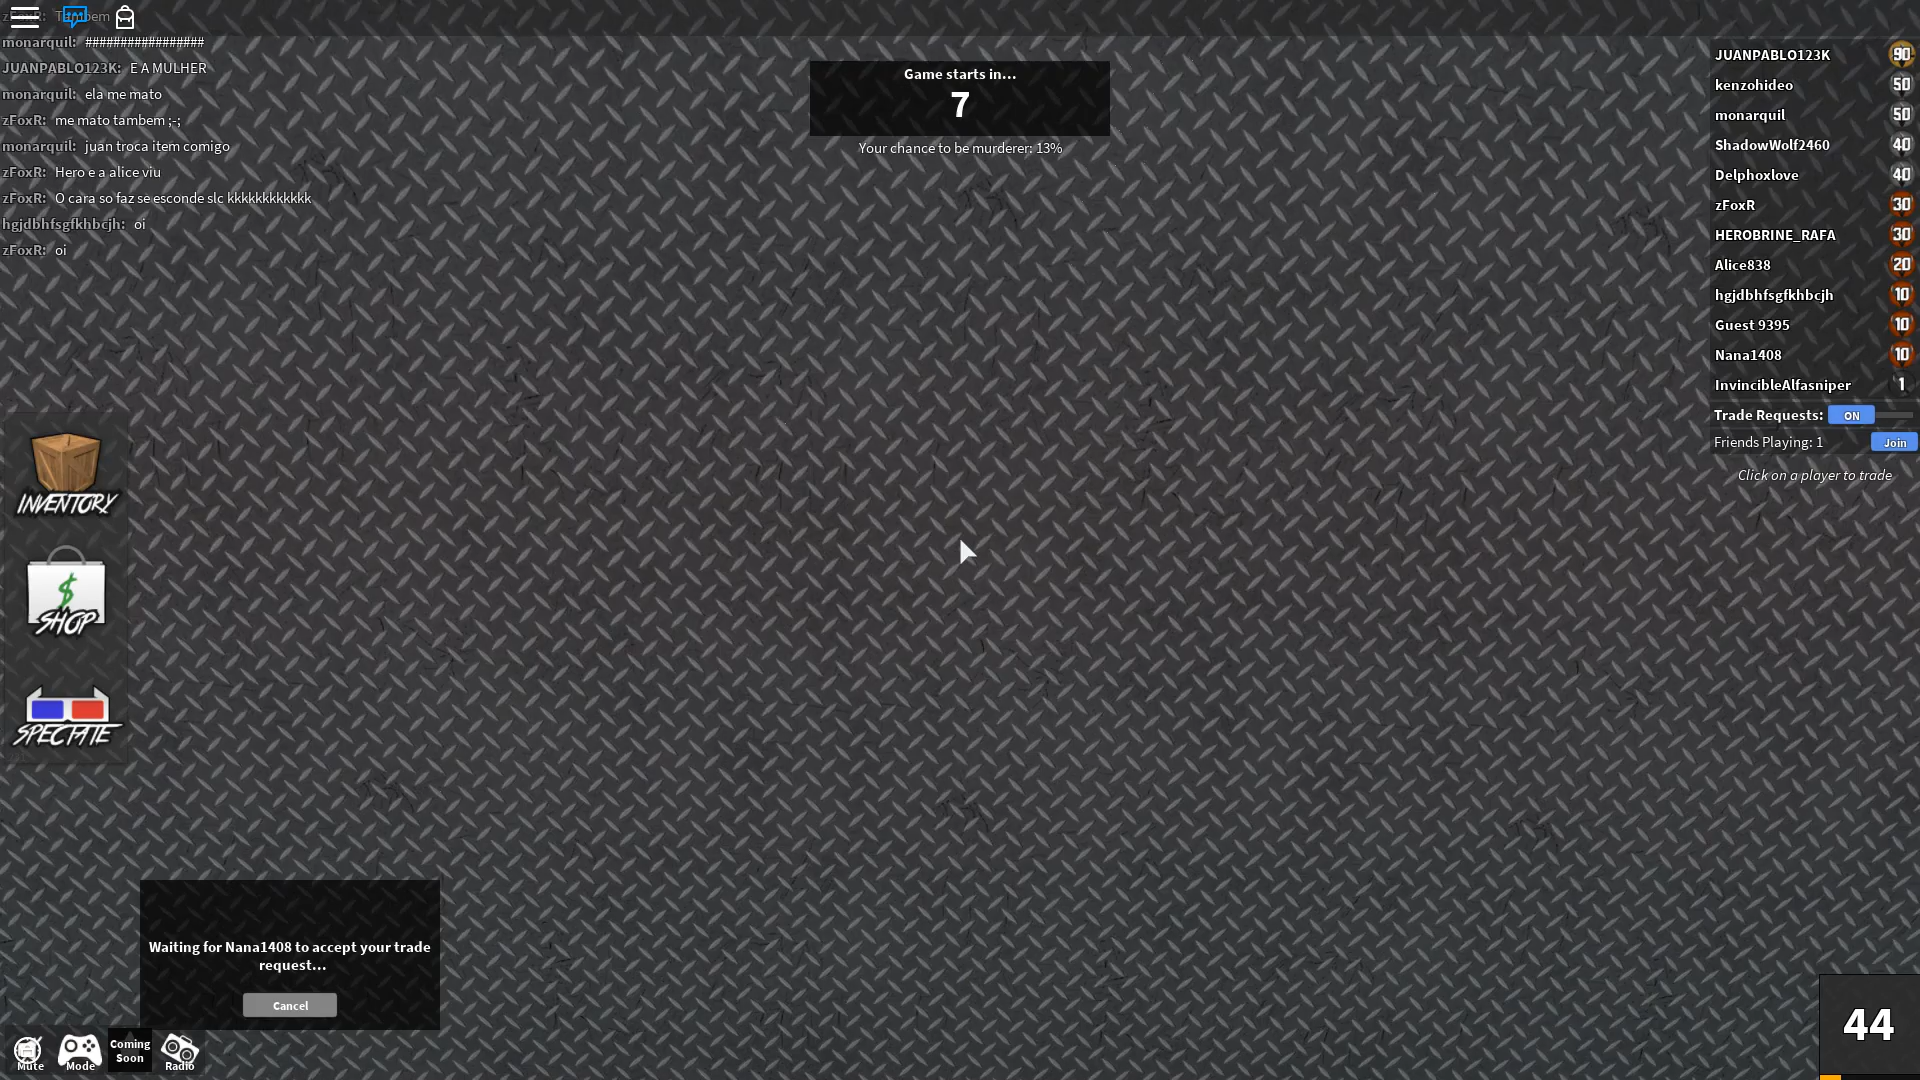 zFoxR: Tambem
monarquil: #################
JUANPABLO123K: E A MULHER
monarquil: ela me mato
zFoxR: me mato tambem ;-;
monarquil: juan troca item comigo
zFoxR: Hero e a alice viu
zFoxR: O cara so faz se esconde slc kkkkkkkkkkkk
hgjdbhfsgfkhbcjh: oi
zFoxR: oi
Game starts in...
7
Your chance to be murderer: 13%
JUANPABLO123K 90
kenzohideo 50
monarquil 50
ShadowWolf2460 40
Delphoxlove 40
zFoxR 30
HEROBRINE_RAFA 30
Alice838 20
hgjdbhfsgfkhbcjh 10
Guest 9395 10
Nana1408 10
InvincibleAlfasniper 1
Trade Requests: ON
Friends Playing: 1 Join
Click on a player to trade
INVENTORY
$
SHOP
SPECTATE
Waiting for Nana1408 to accept your trade
request...
Cancel
Mute
Mode
Coming
Soon
Radio
44